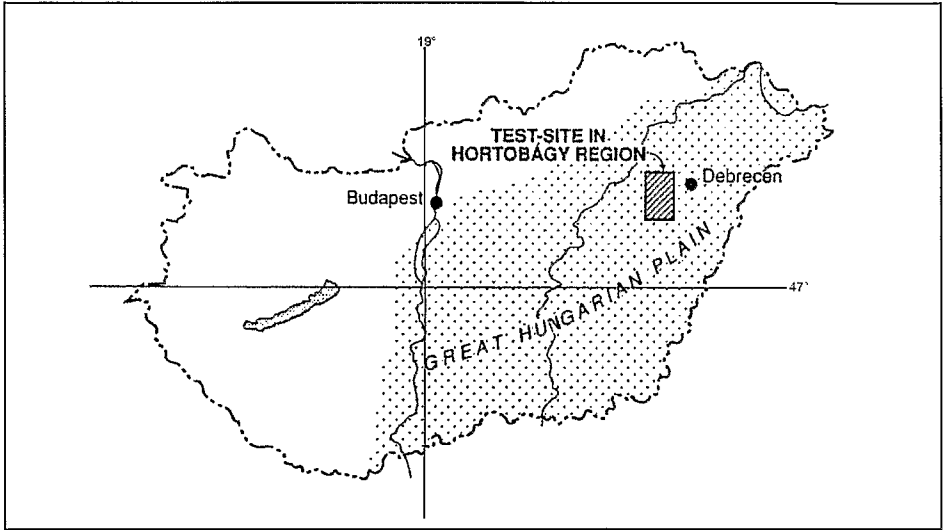 19°
TEST-SITE IN
HORTOBÁGY REGION
Debrecen
Budapest
47°
GREAT HUNGARIAN PLAIN